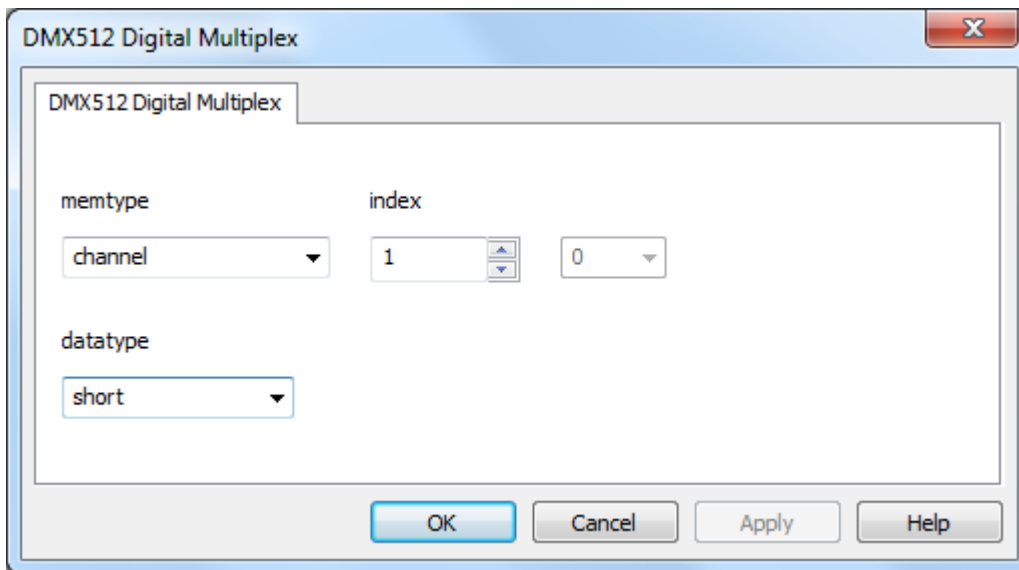 DMX512 Digital Multiplex
DMX512 Digital Multiplex
memtype index
channel 1 0
datatype
short
OK Cancel Apply Help